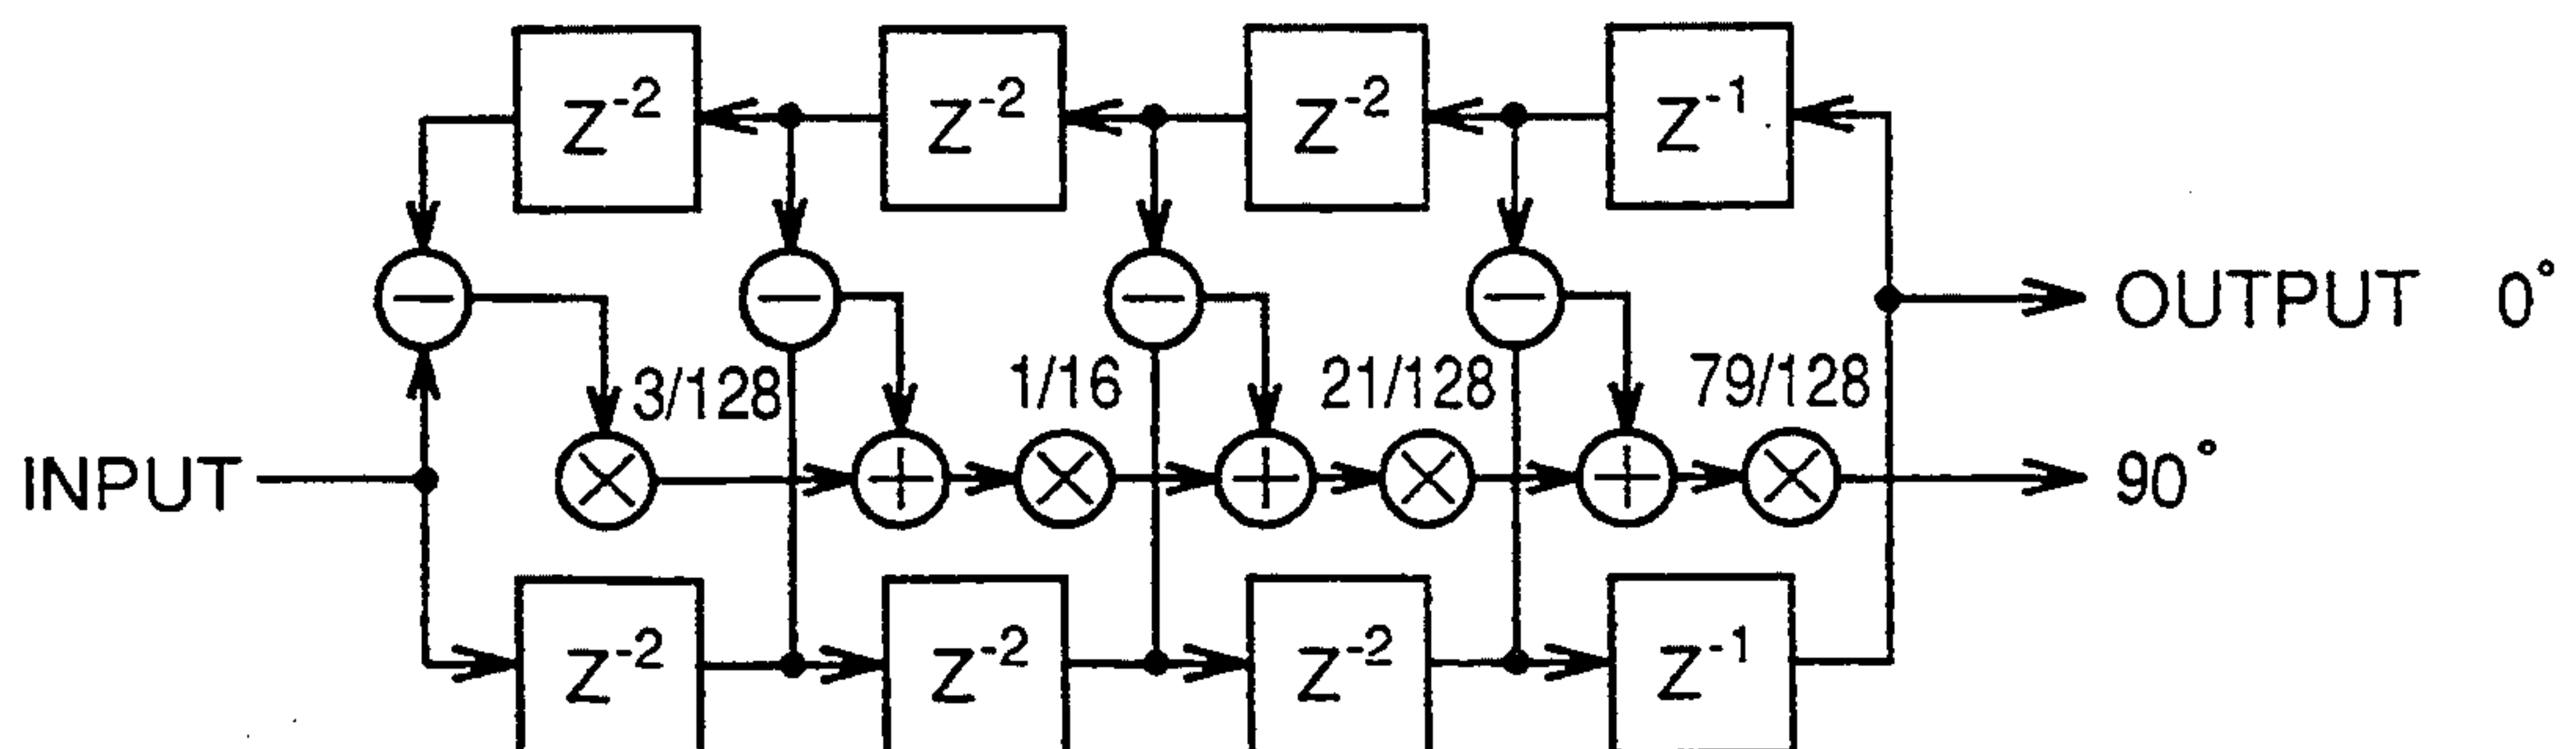 Z⁻² Z⁻² Z⁻² Z⁻¹
OUTPUT 0°
3/128 1/16 21/128 79/128
INPUT 90°
Z⁻² Z⁻² Z⁻² Z⁻¹